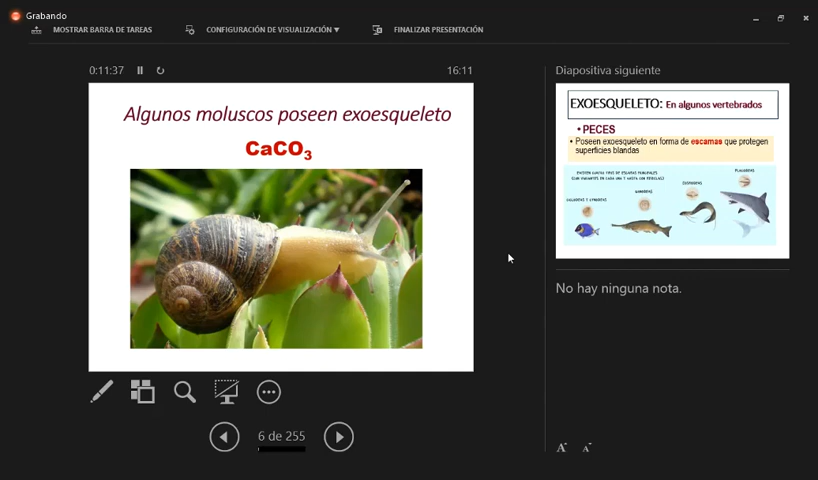 Grabando
MOSTRAR BARRA DE TAREAS
CONFIGURACIÓN DE VISUALIZACIÓN ▼
FINALIZAR PRESENTACIÓN
0:11:37
16:11
Algunos moluscos poseen exoesqueleto
CaCO3
6 de 255
Diapositiva siguiente
EXOESQUELETO: En algunos vertebrados
• PECES
• Poseen exoesqueleto en forma de escamas que protegen
superficies blandas
No hay ninguna nota.
A A